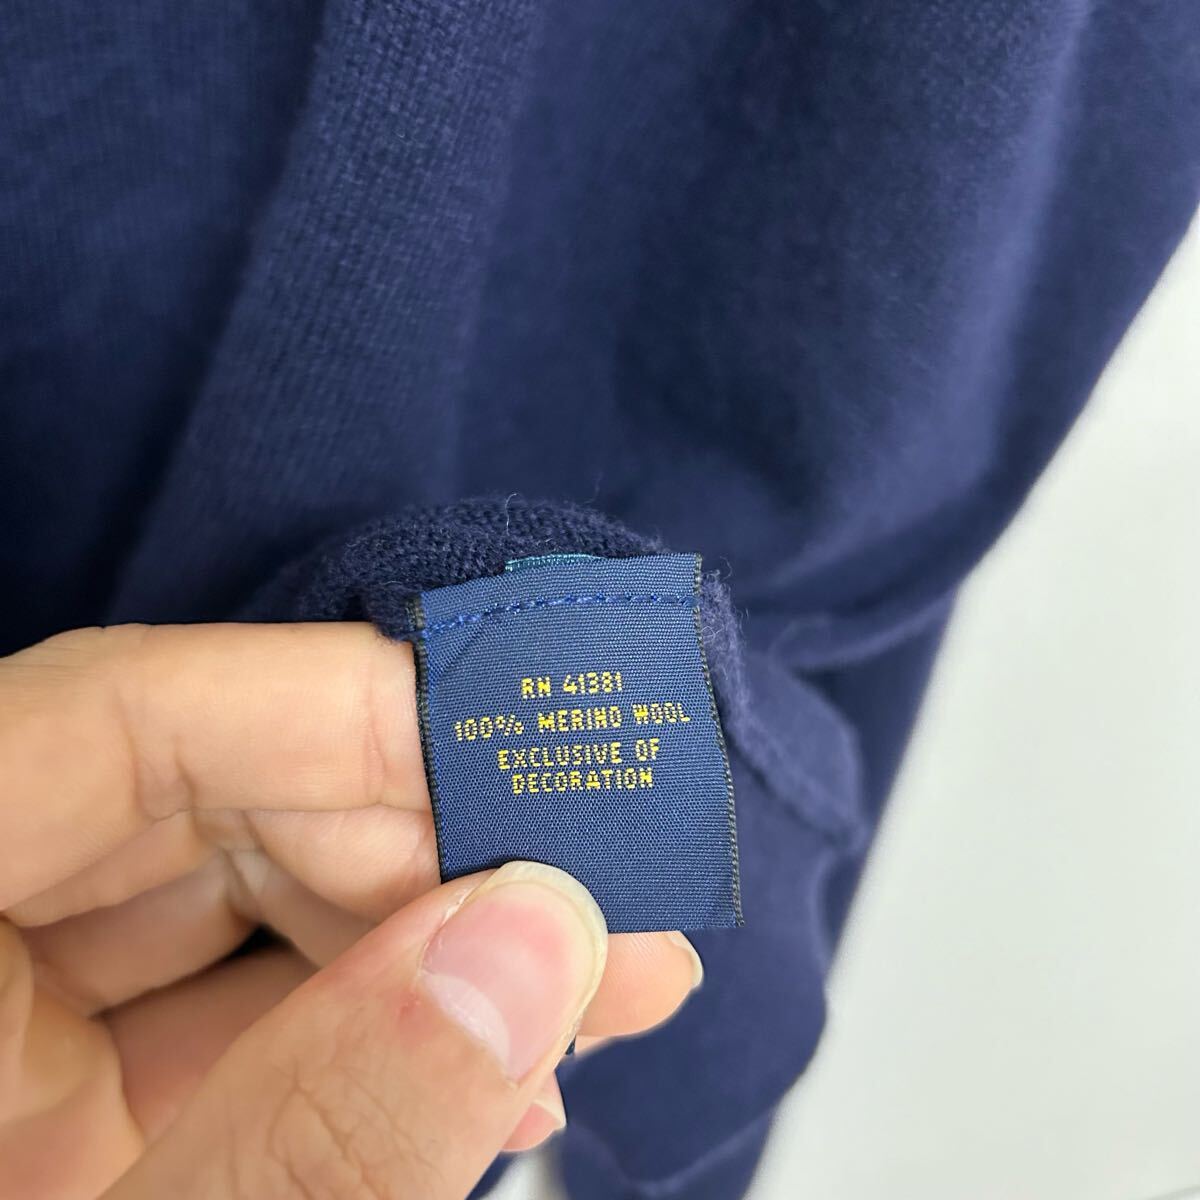 RN 41381
100% MERINO WOOL
EXCLUSIVE OF
DECORATION